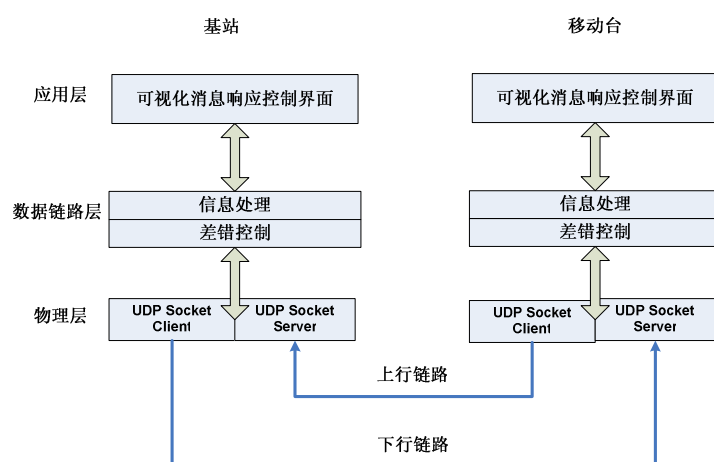 基站
移动台
应用层
可视化消息响应控制界面
可视化消息响应控制界面
数据链路层
信息处理
差错控制
信息处理
差错控制
物理层
UDP Socket
Client
UDP Socket
Server
UDP Socket
Client
UDP Socket
Server
上行链路
下行链路